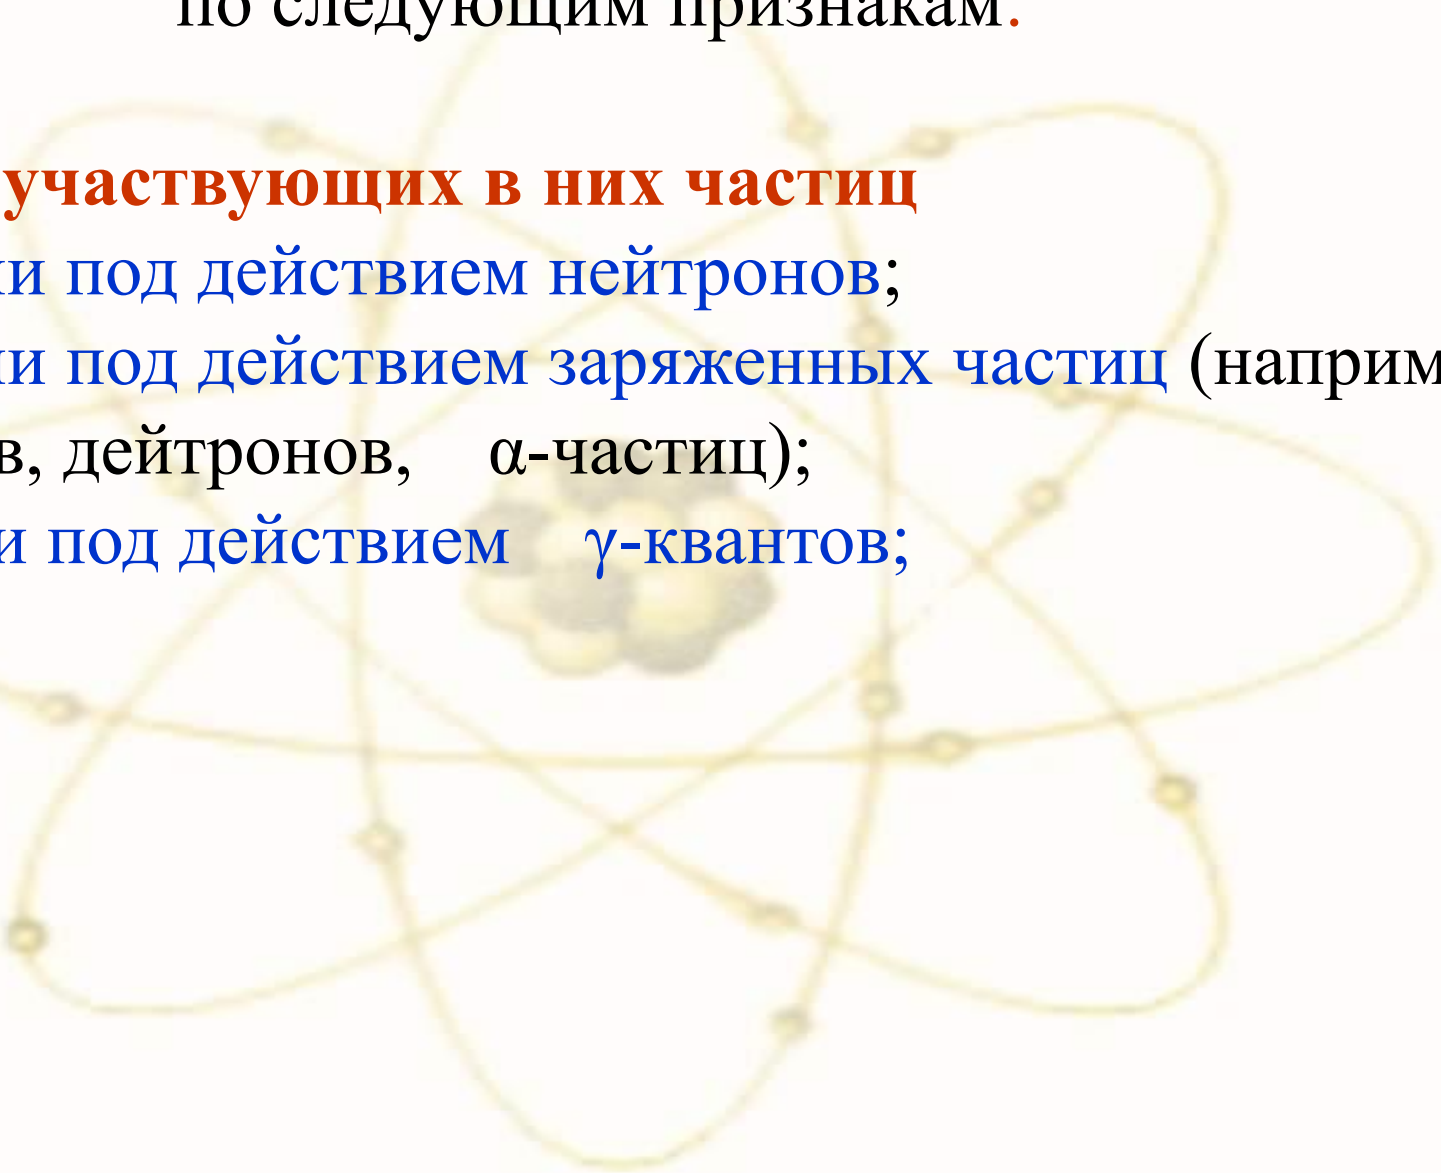 по следующим признакам.
участвующих в них частиц
и под действием нейтронов;
и под действием заряженных частиц (наприм
в, дейтронов, α-частиц);
и под действием γ-квантов;